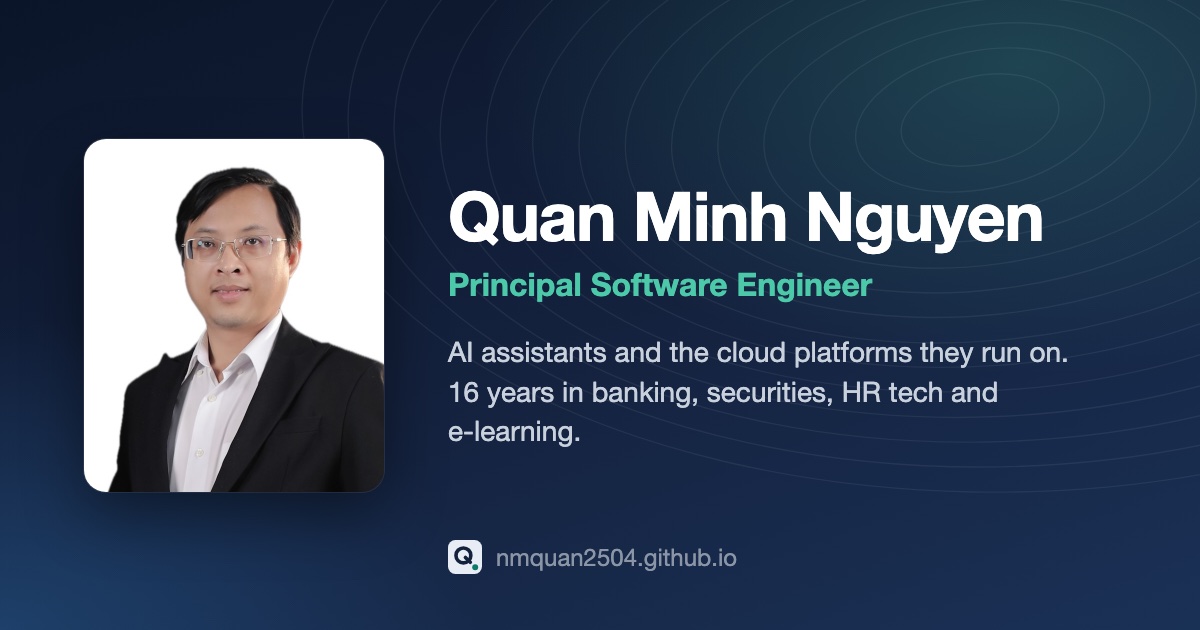 Quan Minh Nguyen
Principal Software Engineer
AI assistants and the cloud platforms they run on.
16 years in banking, securities, HR tech and
e-learning.
Q
nmquan2504.github.io